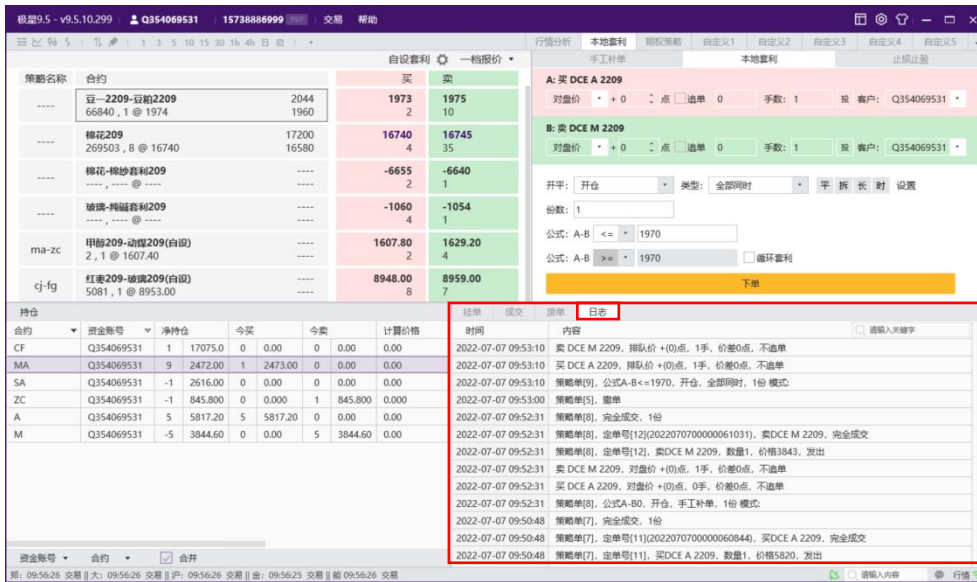 极星9.5 - v9.5.10.299 Q354069531 15738886999 交易 帮助
1 3 5 10 15 30 1h 4h 日 自
行情分析 本地套利 期权策略 自定义1 自定义2 自定义3 自定义4 自定义5
自设套利 一档报价
手工补单 本地套利 止损止盈
策略名称 合约 买 卖
---- 豆一2209-豆粕2209 2044 1973 1975
66840 , 1 @ 1974 1960 2 10
---- 棉花209 17200 16740 16745
269503 , 8 @ 16740 16580 4 35
---- 棉花-棉纱套利209 ---- -6655 -6640
---- , ---- @ ---- ---- 2 1
---- 玻璃-纯碱套利209 ---- -1060 -1054
---- , ---- @ ---- ---- 4 1
ma-zc 甲醇209-动煤209(自设) ---- 1607.80 1629.20
2 , 1 @ 1607.40 ---- 2 4
cj-fg 红枣209-玻璃209(自设) ---- 8948.00 8959.00
5081 , 1 @ 8953.00 ---- 8 7
A: 买 DCE A 2209
对盘价 + 0 点 追单 0 手数: 1 投 客户: Q354069531
B: 卖 DCE M 2209
对盘价 + 0 点 追单 0 手数: 1 投 客户: Q354069531
开平: 开仓 类型: 全部同时 平 拆 长 时 设置
份数: 1
公式: A-B <= 1970
公式: A-B >= 1970 循环套利
下单
持仓
合约 资金账号 净持仓 今买 今卖 计算价格
CF Q354069531 1 17075.0 0 0.00 0 0.00 0.00
MA Q354069531 9 2472.00 1 2473.00 0 0.00 0.00
SA Q354069531 -1 2616.00 0 0.00 0 0.00 0.00
ZC Q354069531 -1 845.800 0 0.000 1 845.800 0.000
A Q354069531 5 5817.20 5 5817.20 0 0.00 0.00
M Q354069531 -5 3844.60 0 0.00 5 3844.60 0.00
资金账号 合约 合并
挂单 成交 废单 日志
时间 内容 请输入关键字
2022-07-07 09:53:10 卖 DCE M 2209, 排队价 +(0)点, 1手, 价差0点, 不追单
2022-07-07 09:53:10 买 DCE A 2209, 排队价 +(0)点, 1手, 价差0点, 不追单
2022-07-07 09:53:10 策略单[9], 公式A-B<=1970, 开仓, 全部同时, 1份 模式:
2022-07-07 09:53:00 策略单[5], 撤单
2022-07-07 09:52:31 策略单[8], 完全成交, 1份
2022-07-07 09:52:31 策略单[8], 定单号[12](2022070700000061031), 卖DCE M 2209, 完全成交
2022-07-07 09:52:31 策略单[8], 定单号[12], 卖DCE M 2209, 数量1, 价格3843, 发出
2022-07-07 09:52:31 卖 DCE M 2209, 对盘价 +(0)点, 1手, 价差0点, 不追单
2022-07-07 09:52:31 买 DCE A 2209, 对盘价 +(0)点, 0手, 价差0点, 不追单
2022-07-07 09:52:31 策略单[8], 公式A-B0, 开仓, 手工补单, 1份 模式:
2022-07-07 09:50:48 策略单[7], 完全成交, 1份
2022-07-07 09:50:48 策略单[7], 定单号[11](2022070700000060844), 买DCE A 2209, 完全成交
2022-07-07 09:50:48 策略单[7], 定单号[11], 买DCE A 2209, 数量1, 价格5820, 发出
郑: 09:56:26 交易 || 大: 09:56:26 交易 || 沪: 09:56:26 交易 || 金: 09:56:25 交易 || 能 09:56:26 交易 请输入内容 行情